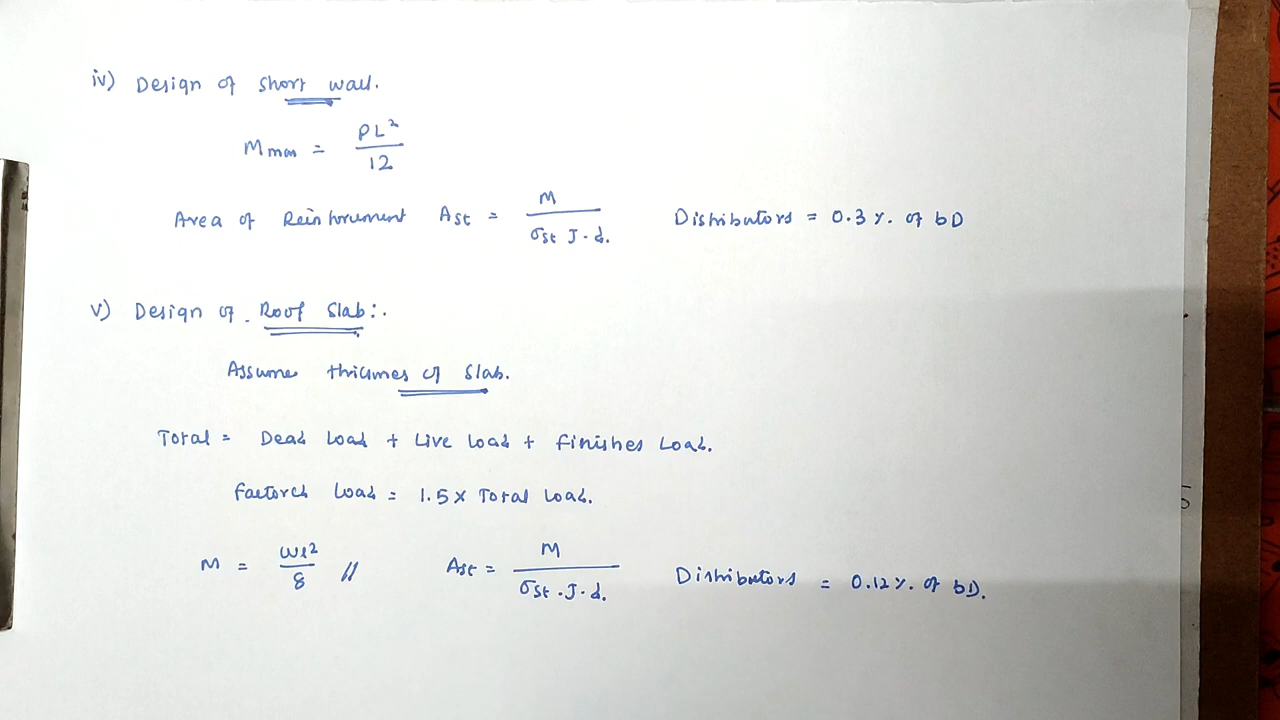 iv) Design of Short wall.
Mmax = PL²/12
Area of Reinforcement Ast = M/σst J.d. Distributors = 0.3 %. of bD
v) Design of Roof Slab:.
Assume thickness of Slab.
Total = Dead Load + Live Load + Finishes Load.
Factored Load = 1.5 x Total Load.
M = wl²/8 // Ast = M/σst.J.d. Distributors = 0.12 %. of bD.